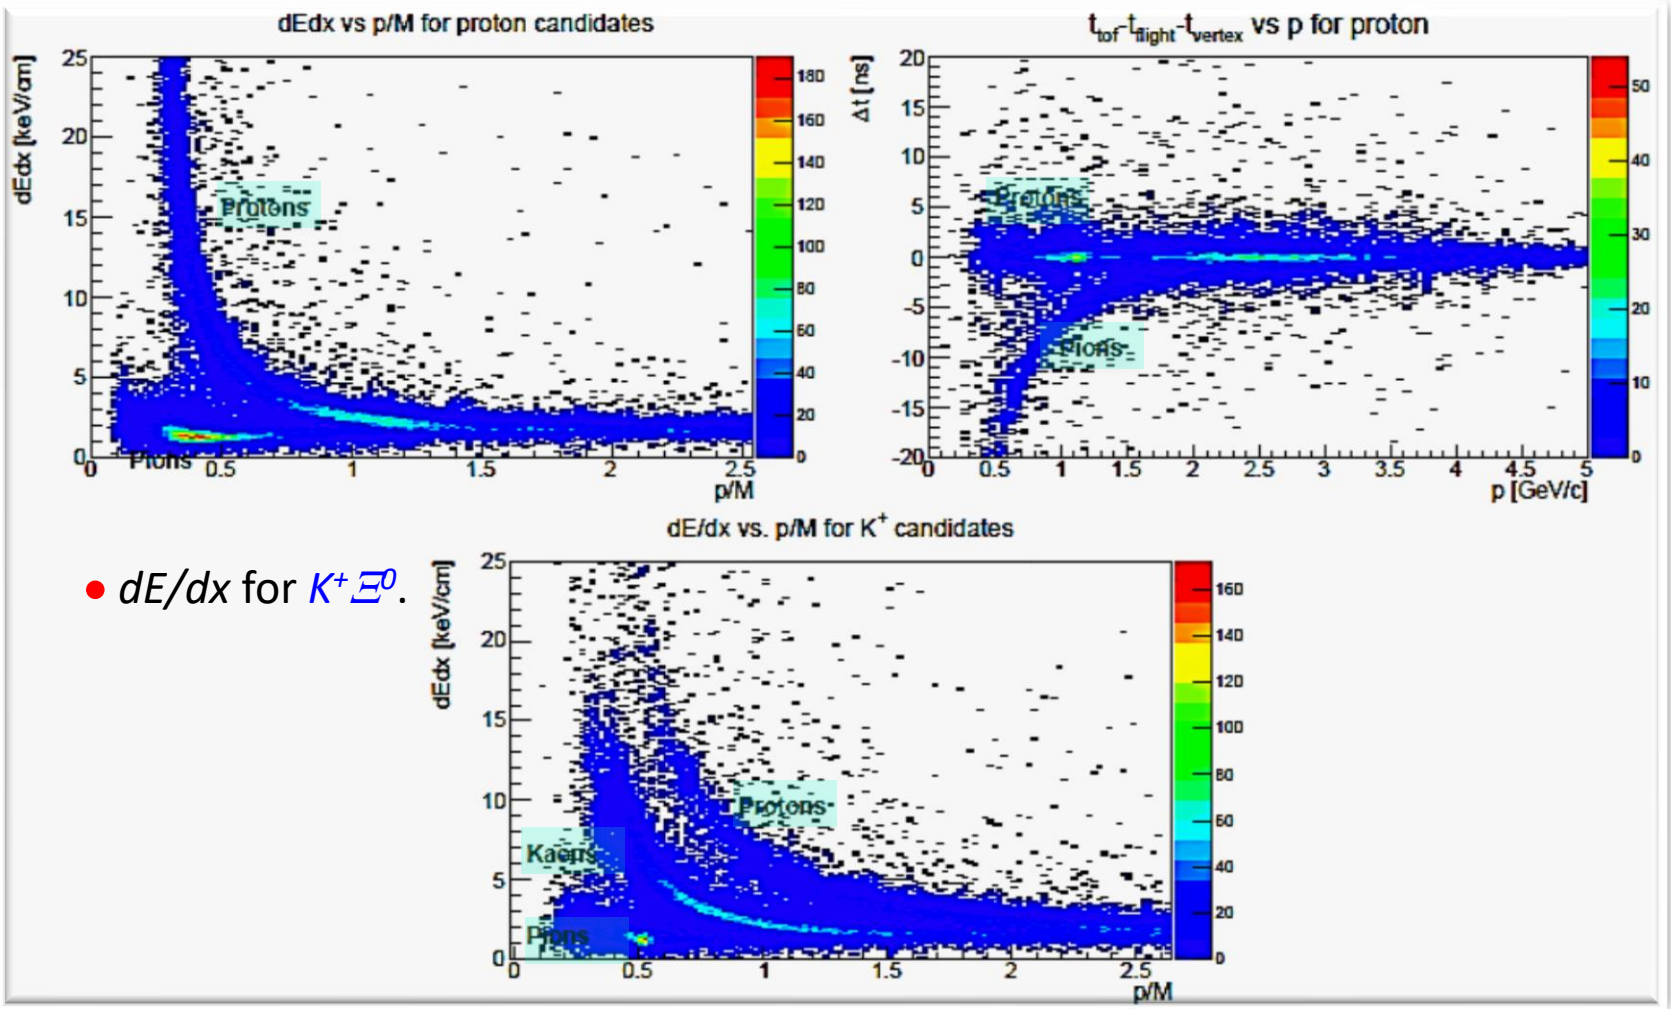 dEdx vs p/M for proton candidates
dEdx [keV/cm]
25
20
15
10
5
0
0 0.5 1 1.5 2 2.5
p/M
Protons
Pions
180
160
140
120
100
80
60
40
20
0
t_tof-t_flight-t_vertex vs p for proton
Δt [ns]
20
15
10
5
0
-5
-10
-15
-20
0 0.5 1 1.5 2 2.5 3 3.5 4 4.5 5
p [GeV/c]
Protons
Pions
50
40
30
20
10
0
• dE/dx for K⁺Ξ⁰.
dE/dx vs. p/M for K⁺ candidates
dEdx [keV/cm]
25
20
15
10
5
0
0 0.5 1 1.5 2 2.5
p/M
Protons
Kaons
Pions
160
140
120
100
80
60
40
20
0